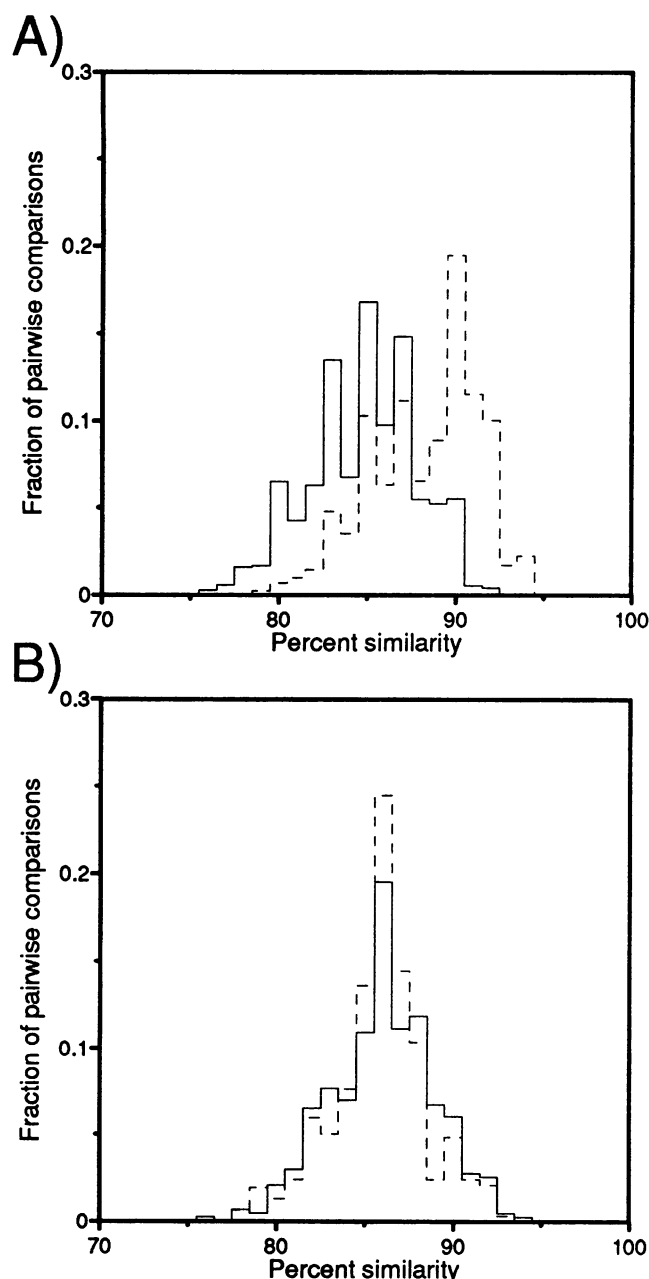 A)
0.3
0.2
0.1
0
Fraction of pairwise comparisons
70 80 90 100
Percent similarity
B)
0.3
0.2
0.1
0
Fraction of pairwise comparisons
70 80 90 100
Percent similarity